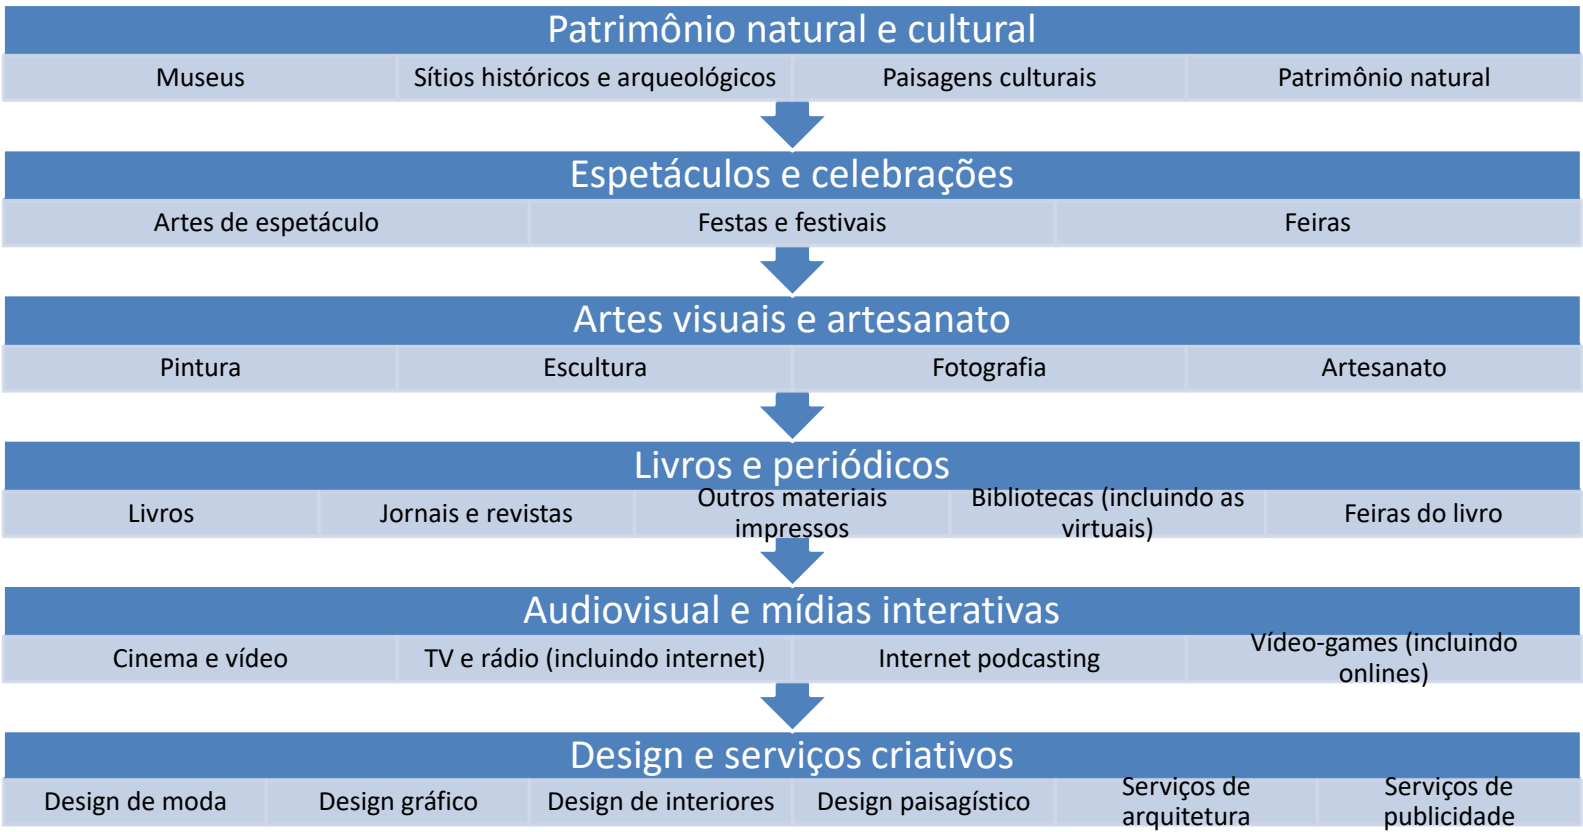 Patrimônio natural e cultural
Museus
Sítios históricos e arqueológicos
Paisagens culturais
Patrimônio natural
Espetáculos e celebrações
Artes de espetáculo
Festas e festivais
Feiras
Artes visuais e artesanato
Pintura
Escultura
Fotografia
Artesanato
Livros e periódicos
Livros
Jornais e revistas
Outros materiais
impressos
Bibliotecas (incluindo as
virtuais)
Feiras do livro
Audiovisual e mídias interativas
Cinema e vídeo
TV e rádio (incluindo internet)
Internet podcasting
Vídeo-games (incluindo
onlines)
Design e serviços criativos
Design de moda
Design gráfico
Design de interiores
Design paisagístico
Serviços de
arquitetura
Serviços de
publicidade